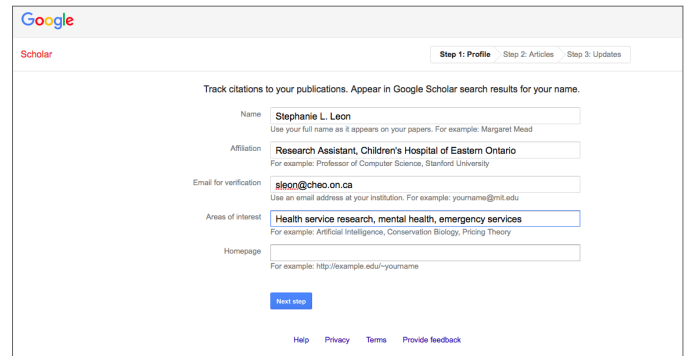 Google
Scholar
Step 1: Profile Step 2: Articles Step 3: Updates
Track citations to your publications. Appear in Google Scholar search results for your name.
Name Stephanie L. Leon
Use your full name as it appears on your papers. For example: Margaret Mead
Affiliation Research Assistant, Children's Hospital of Eastern Ontario
For example: Professor of Computer Science, Stanford University
Email for verification sleon@cheo.on.ca
Use an email address at your institution. For example: yourname@mit.edu
Areas of interest Health service research, mental health, emergency services
For example: Artificial Intelligence, Conservation Biology, Pricing Theory
Homepage
For example: http://example.edu/~yourname
Next step
Help Privacy Terms Provide feedback